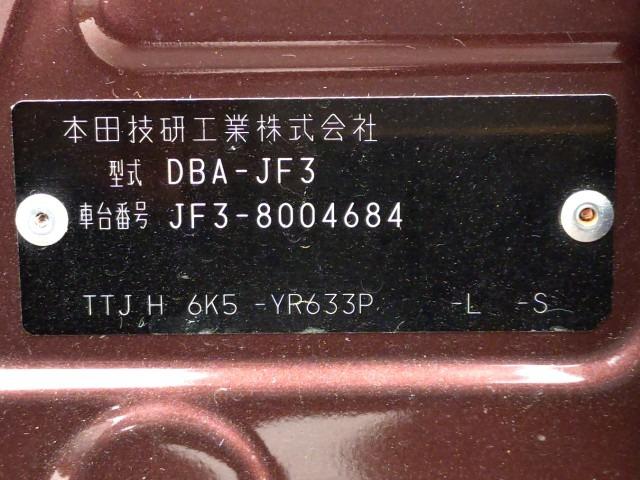 本田技研工業株式会社
型式 DBA-JF3
車台番号 JF3-8004684
TTJ H 6K5 -YR633P -L -S